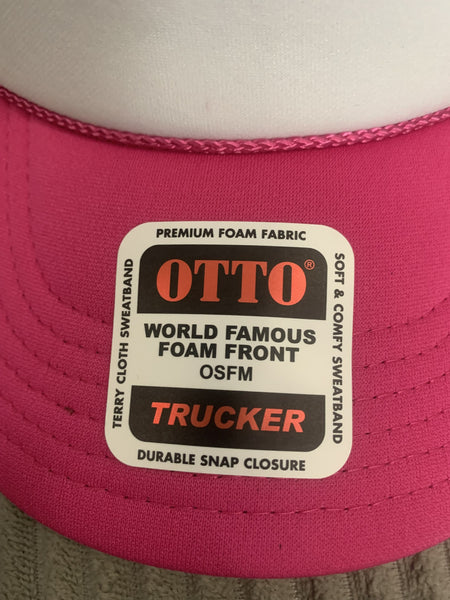 PREMIUM FOAM FABRIC
OTTO®
WORLD FAMOUS
FOAM FRONT
OSFM
TRUCKER
DURABLE SNAP CLOSURE
TERRY CLOTH SWEATBAND
SOFT & COMFY SWEATBAND